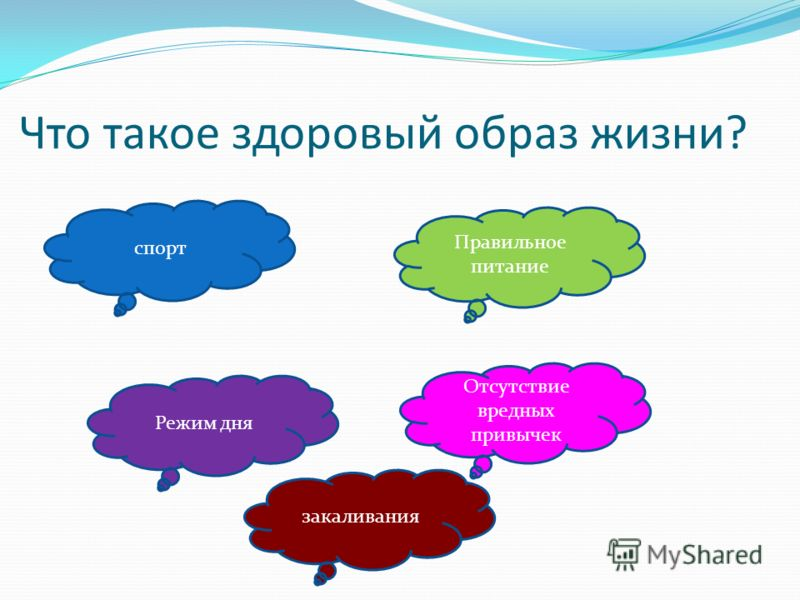 Что такое здоровый образ жизни?
спорт
Правильное
питание
Режим дня
Отсутствие
вредных
привычек
закаливания
MyShared